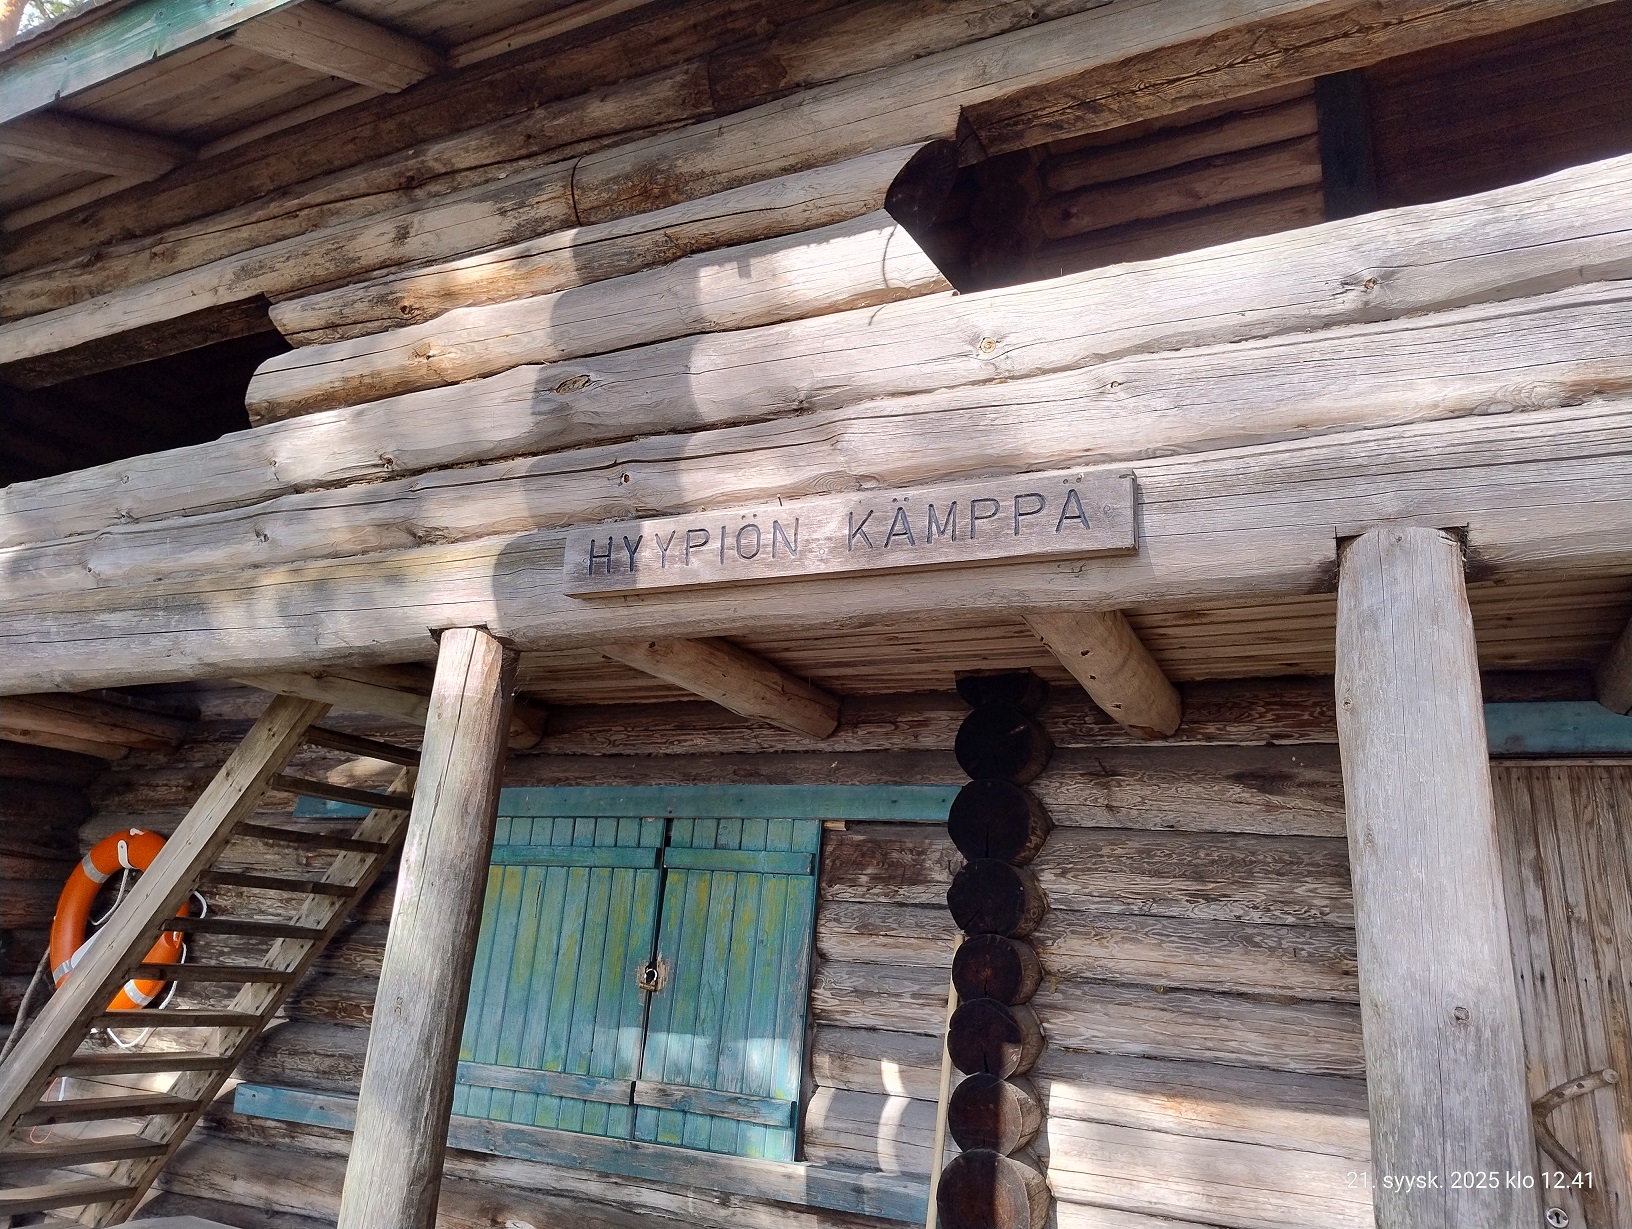 HYYPIÖN KÄMPPÄ
21. syysk. 2025 klo 12.41